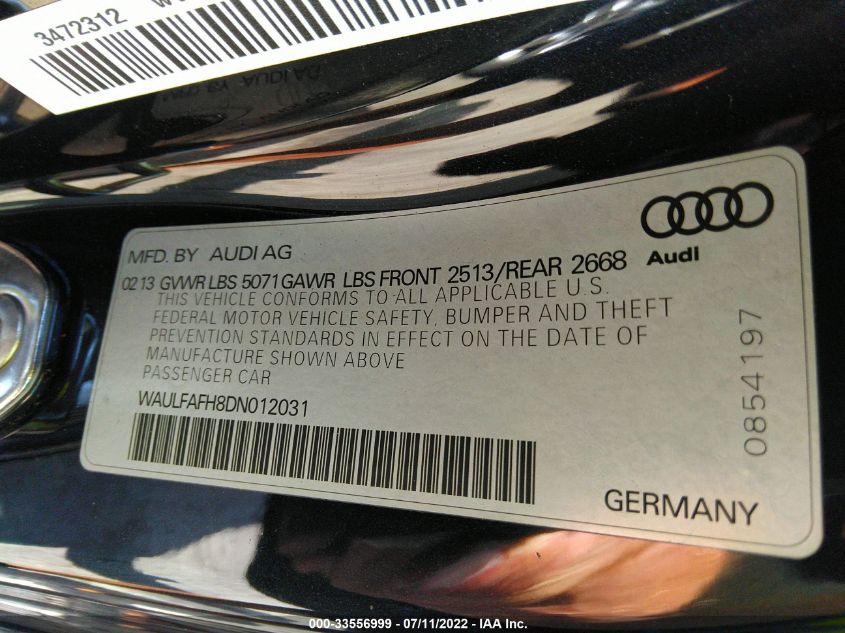 3472312
MFD. BY AUDI AG
0213 GVWR LBS 5071 GAWR LBS FRONT 2513/REAR 2668
Audi
THIS VEHICLE CONFORMS TO ALL APPLICABLE U.S.
FEDERAL MOTOR VEHICLE SAFETY, BUMPER AND THEFT
PREVENTION STANDARDS IN EFFECT ON THE DATE OF
MANUFACTURE SHOWN ABOVE
PASSENGER CAR
WAULFAFH8DN012031
0854197
GERMANY
000-33556999 - 07/11/2022 - IAA Inc.